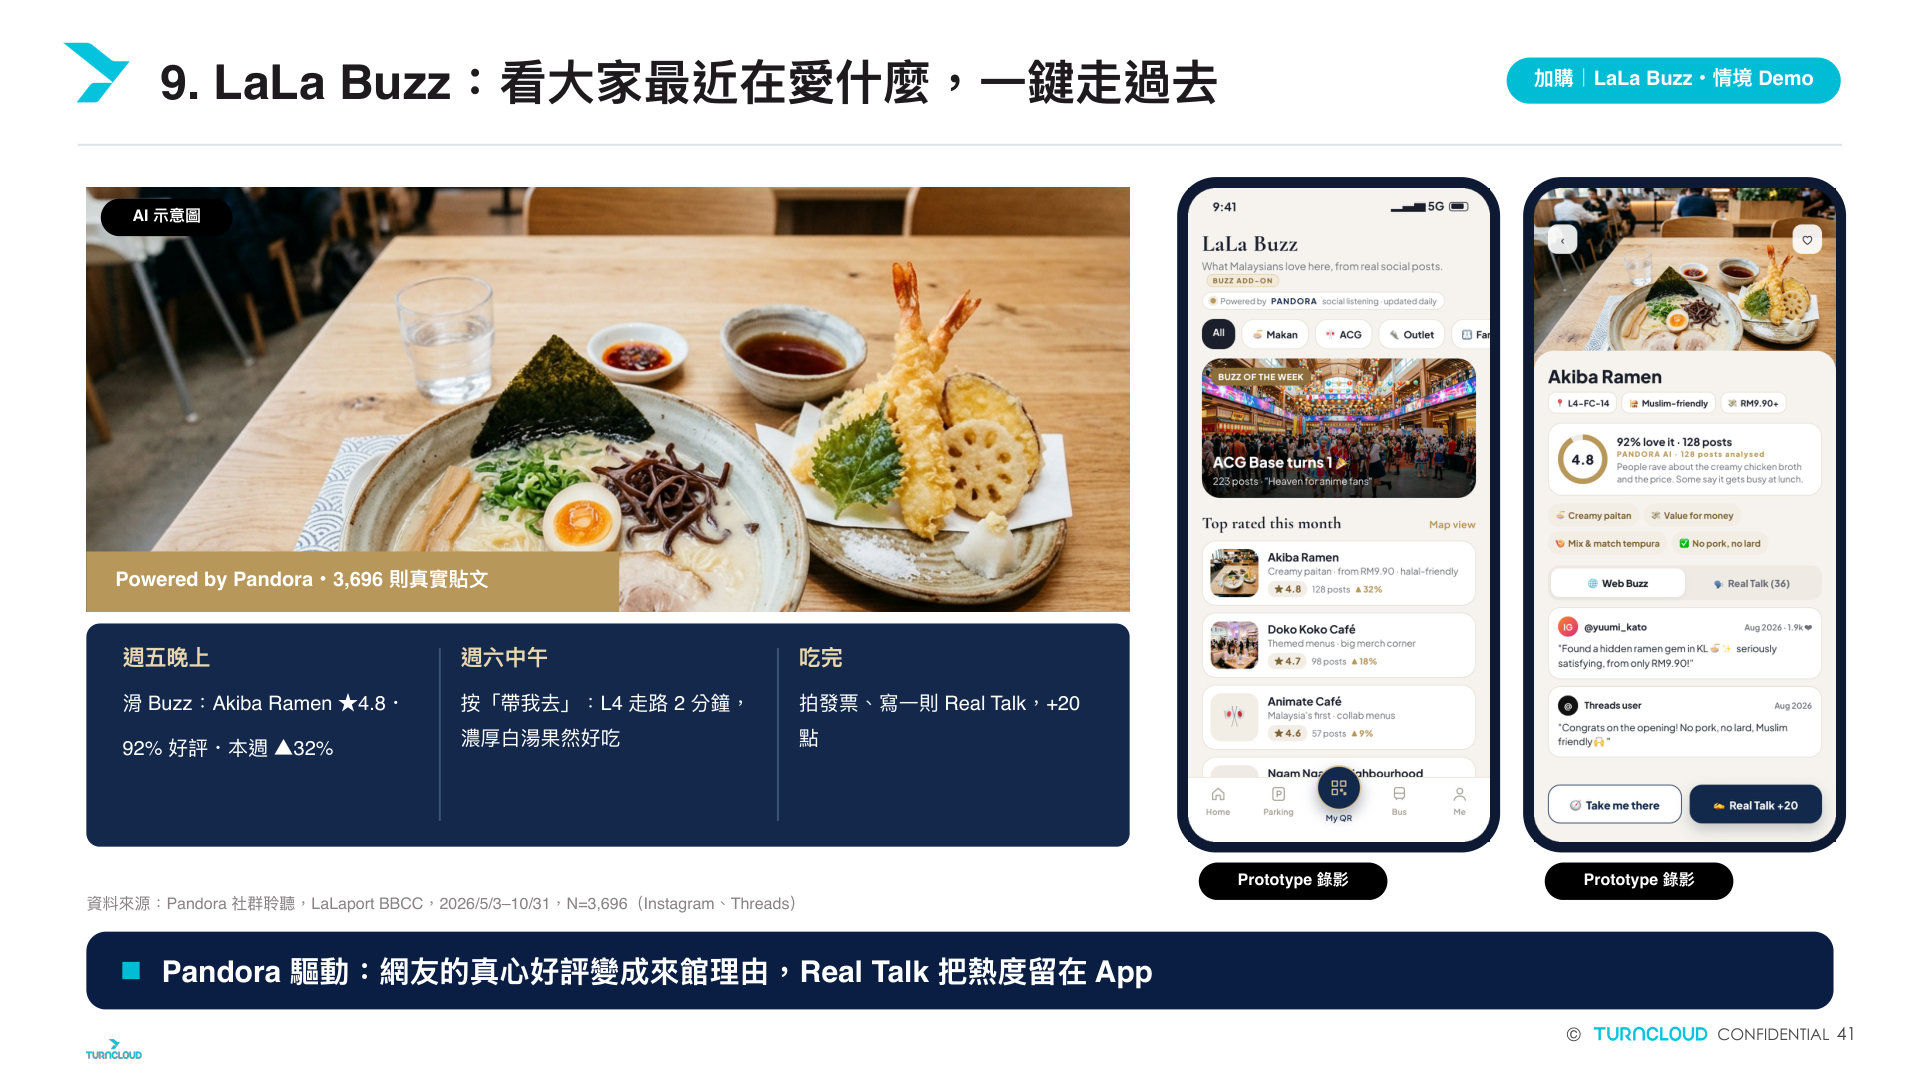 9. LaLa Buzz：看大家最近在愛什麼，一鍵走過去
加購｜LaLa Buzz・情境 Demo
AI 示意圖
Powered by Pandora・3,696 則真實貼文
週五晚上
滑 Buzz：Akiba Ramen ★4.8・
92% 好評・本週 ▲32%
週六中午
按「帶我去」：L4 走路 2 分鐘，
濃厚白湯果然好吃
吃完
拍發票、寫一則 Real Talk，+20
點
9:41
5G
LaLa Buzz
What Malaysians love here, from real social posts.
BUZZ ADD-ON
Powered by PANDORA social listening · updated daily
All
Makan
ACG
Outlet
Far
BUZZ OF THE WEEK
ACG Base turns 1
223 posts · "Heaven for anime fans"
Top rated this month
Map view
Akiba Ramen
Creamy paitan · from RM9.90 · halal-friendly
★ 4.8 128 posts ▲ 32%
Doko Koko Café
Themed menus · big merch corner
★ 4.7 98 posts ▲ 18%
Animate Café
Malaysia's first · collab menus
★ 4.6 57 posts ▲ 9%
Home
Parking
My QR
Bus
Me
Prototype 錄影
Akiba Ramen
L4-FC-14
Muslim-friendly
RM9.90+
4.8
92% love it · 128 posts
PANDORA AI · 128 posts analysed
People rave about the creamy chicken broth
and the price. Some say it gets busy at lunch.
Creamy paitan
Value for money
Mix & match tempura
No pork, no lard
Web Buzz
Real Talk (36)
IG
@yuumi_kato
Aug 2026 · 1.9k❤
"Found a hidden ramen gem in KL 🍜✨ seriously
satisfying, from only RM9.90!"
@
Threads user
Aug 2026
"Congrats on the opening! No pork, no lard, Muslim
friendly🙌"
Take me there
Real Talk +20
Prototype 錄影
資料來源：Pandora 社群聆聽，LaLaport BBCC，2026/5/3–10/31，N=3,696（Instagram、Threads）
Pandora 驅動：網友的真心好評變成來館理由，Real Talk 把熱度留在 App
TURNCLOUD
© TURNCLOUD CONFIDENTIAL 41